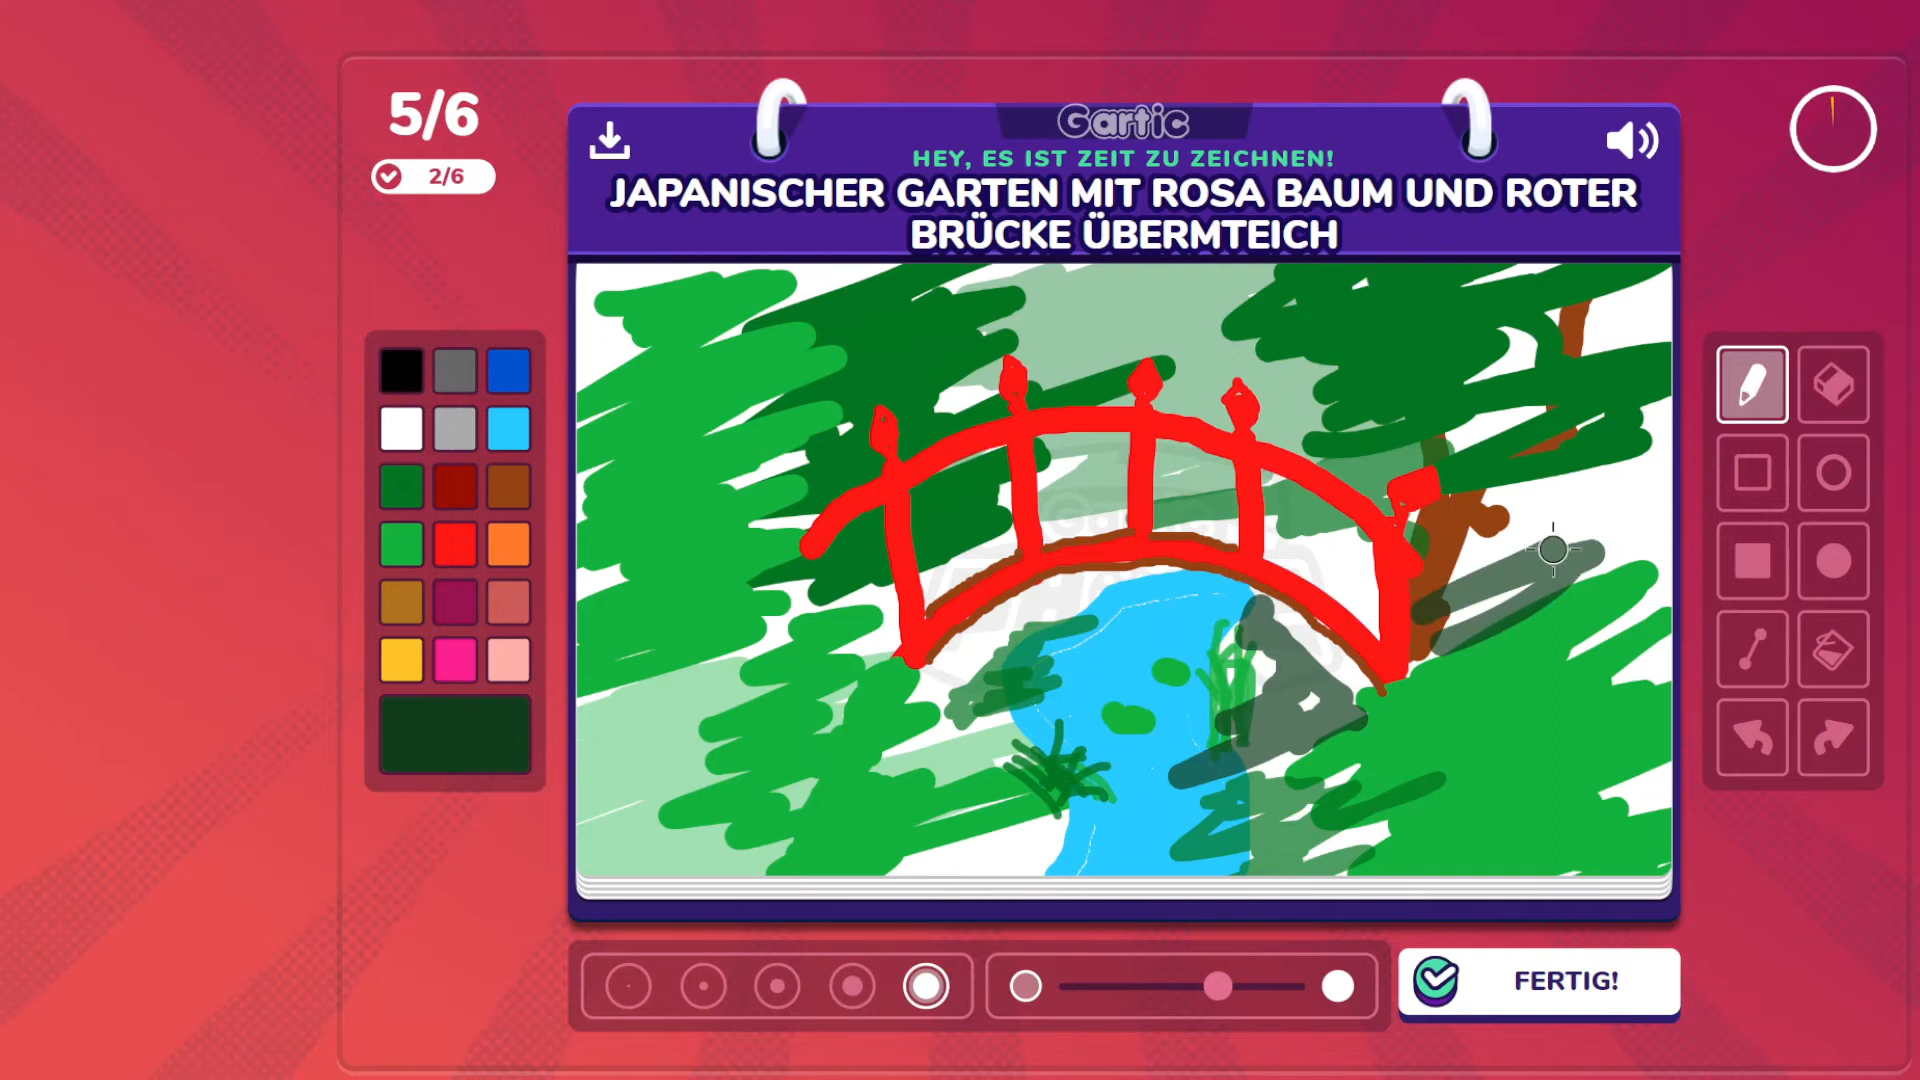 5/6
2/6
Gartic
HEY, ES IST ZEIT ZU ZEICHNEN!
JAPANISCHER GARTEN MIT ROSA BAUM UND ROTER
BRÜCKE ÜBERMTEICH
FERTIG!